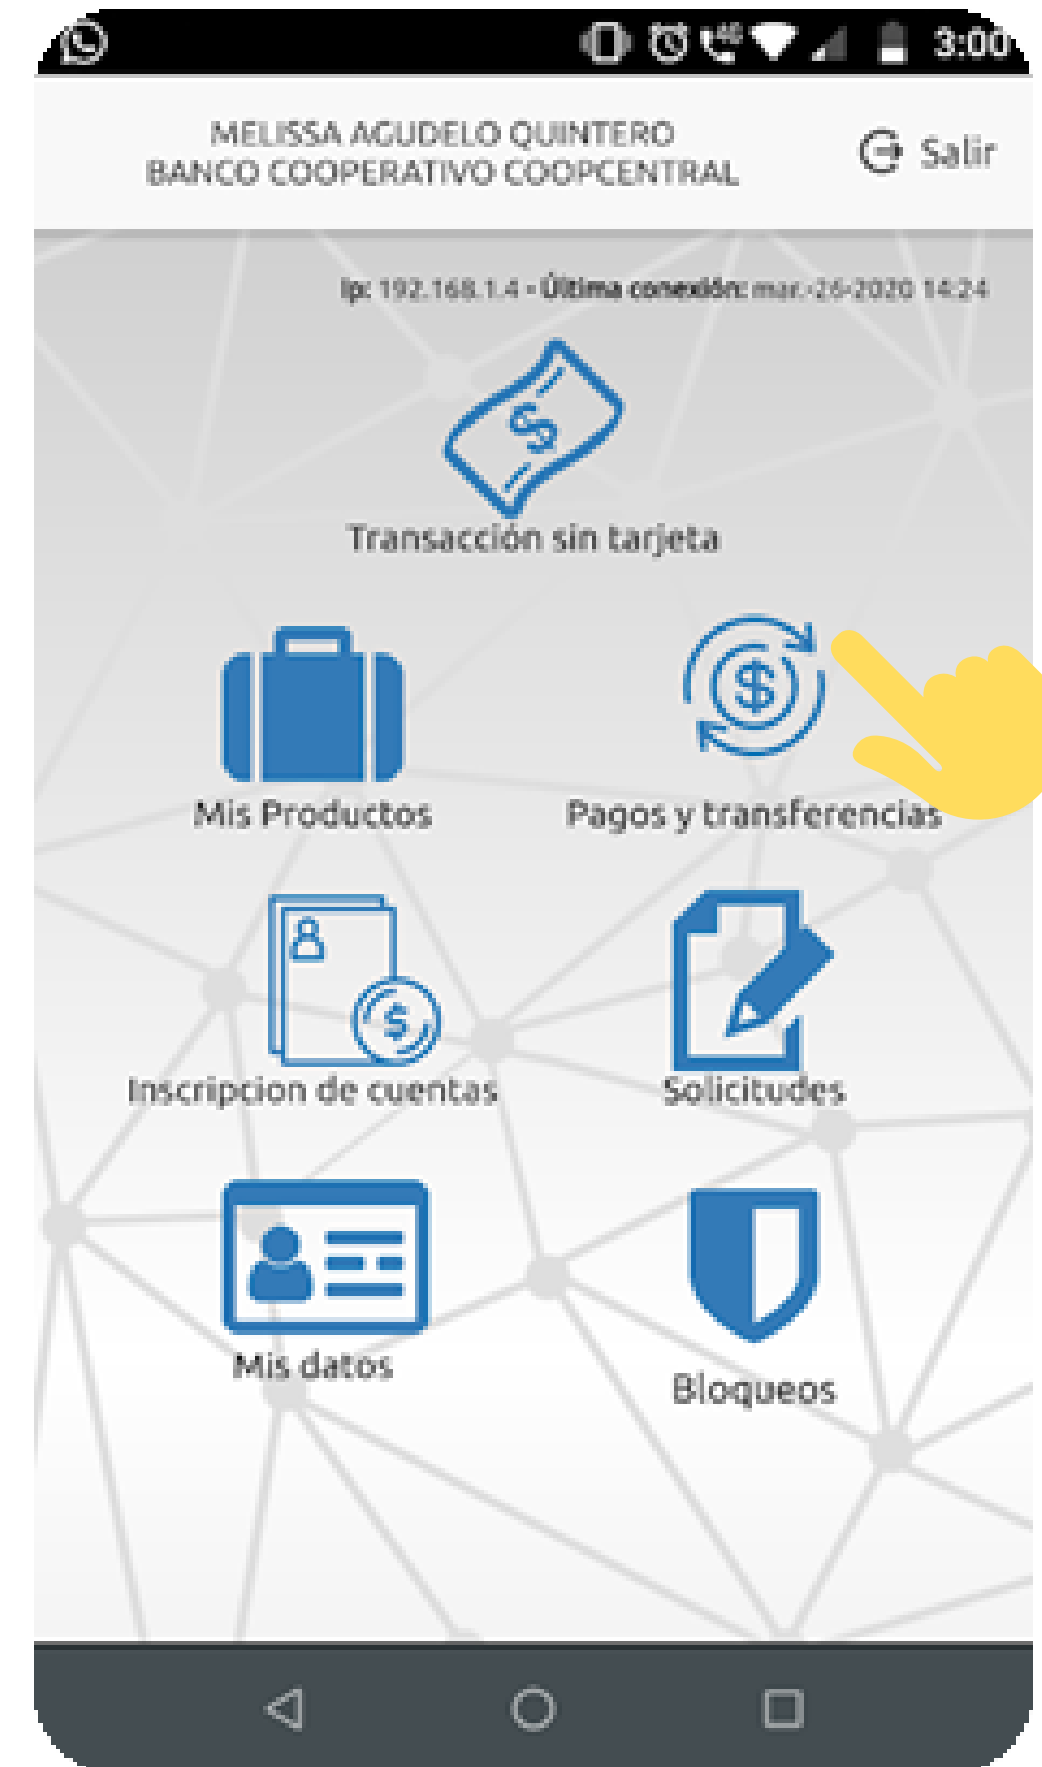 3:00
MELISSA AGUDELO QUINTERO
BANCO COOPERATIVO COOPCENTRAL
Salir
Ip: 192.168.1.4 - Última conexión: mar.-26-2020 14:24
Transacción sin tarjeta
Mis Productos
Pagos y transferencias
Inscripcion de cuentas
Solicitudes
Mis datos
Bloqueos